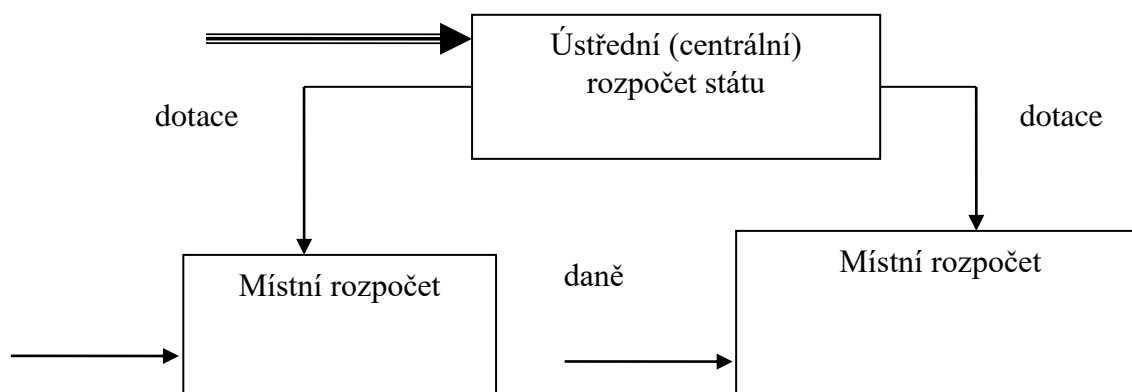 Ústřední (centrální)
rozpočet státu
dotace
dotace
Místní rozpočet
daně
Místní rozpočet